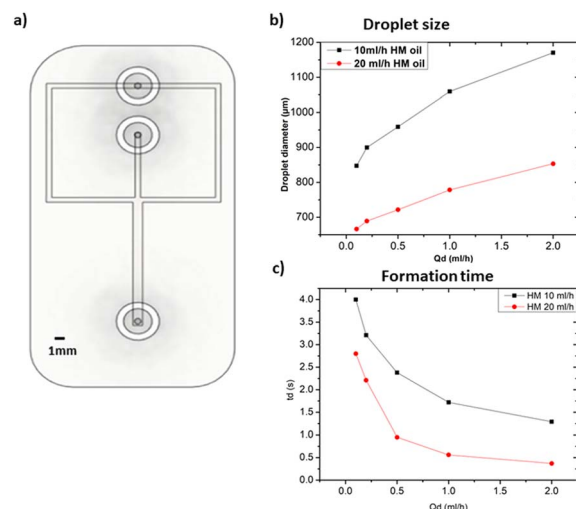 a)
1mm
b)
Droplet size
10ml/h HM oil
20 ml/h HM oil
Droplet diameter (µm)
1200
1100
1000
900
800
700
0.0 0.5 1.0 1.5 2.0
Qd (ml/h)
c)
Formation time
HM 10 ml/h
HM 20 ml/h
td (s)
4.0
3.5
3.0
2.5
2.0
1.5
1.0
0.5
0.0
0.0 0.5 1.0 1.5 2.0
Qd (ml/h)